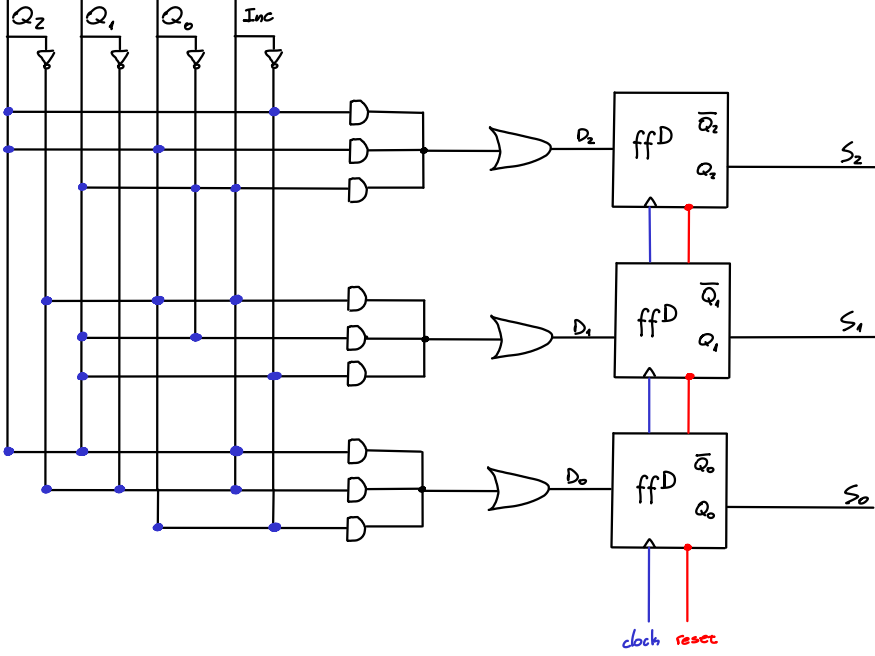 Q2 Q1 Q0 Inc
D2 ffD Q̅2 Q2 S2
D1 ffD Q̅1 Q1 S1
D0 ffD Q̅0 Q0 S0
clock reset